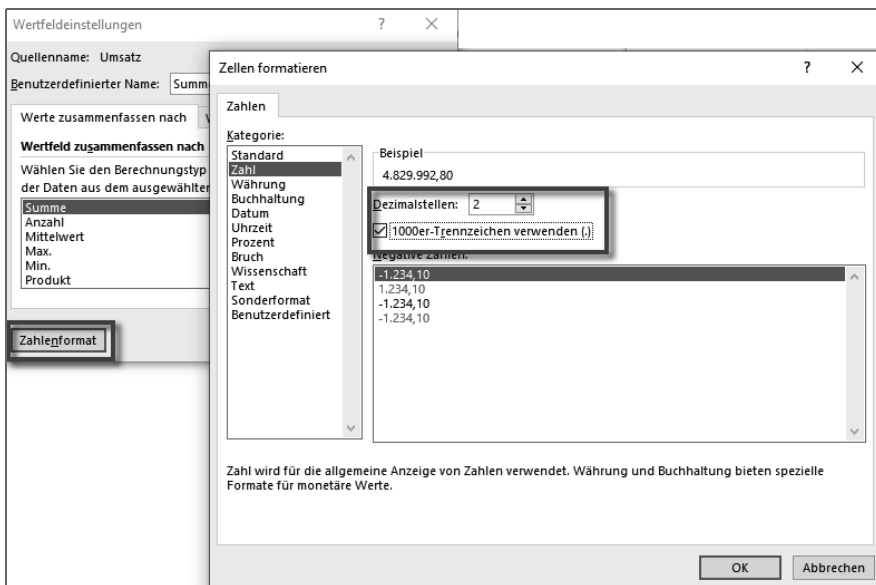 Wertfeldeinstellungen
Quellenname: Umsatz
Benutzerdefinierter Name: Summ
Werte zusammenfassen nach
Wertfeld zusammenfassen nach
Wählen Sie den Berechnungstyp
der Daten aus dem ausgewählten
Summe
Anzahl
Mittelwert
Max.
Min.
Produkt
Zahlenformat
Zellen formatieren
Zahlen
Kategorie:
Standard
Zahl
Währung
Buchhaltung
Datum
Uhrzeit
Prozent
Bruch
Wissenschaft
Text
Sonderformat
Benutzerdefiniert
Beispiel
4.829.992,80
Dezimalstellen: 2
1000er-Trennzeichen verwenden (.)
Negative Zahlen:
-1.234,10
1.234,10
-1.234,10
-1.234,10
Zahl wird für die allgemeine Anzeige von Zahlen verwendet. Währung und Buchhaltung bieten spezielle
Formate für monetäre Werte.
OK Abbrechen